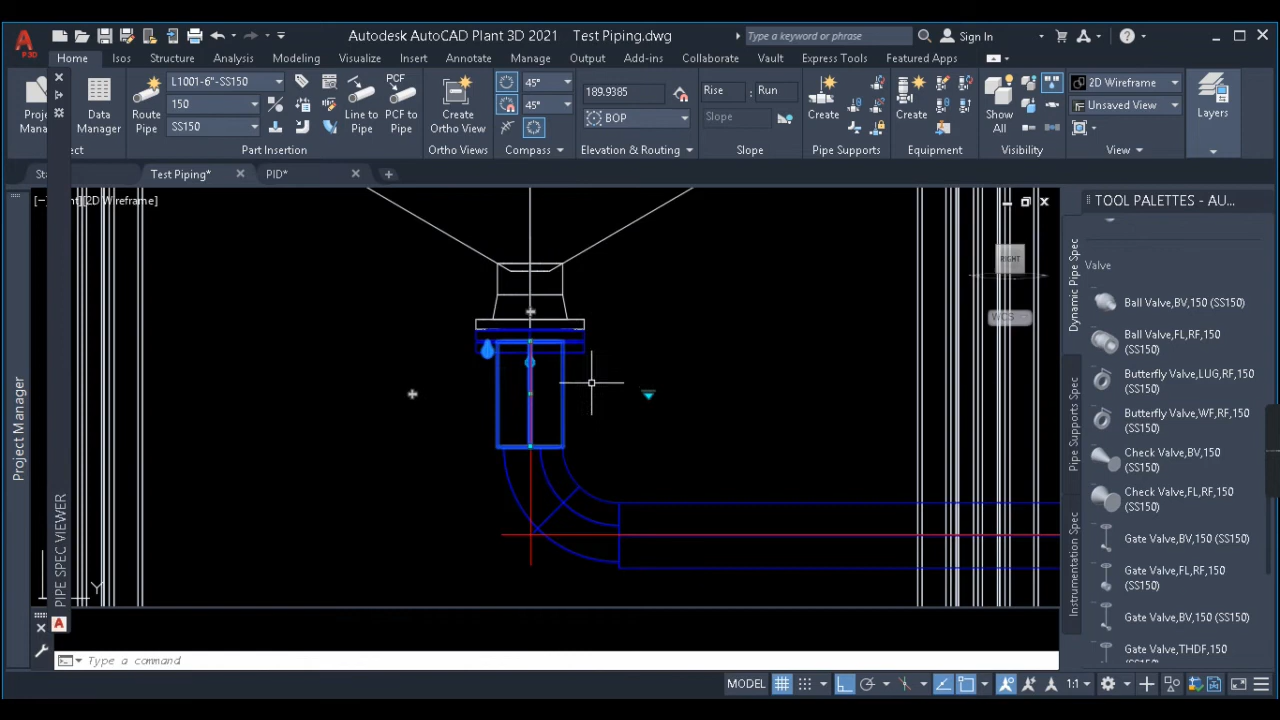 Autodesk AutoCAD Plant 3D 2021 Test Piping.dwg
Type a keyword or phrase
Sign In
P3D
Home Isos Structure Analysis Modeling Visualize Insert Annotate Manage Output Add-ins Collaborate Vault Express Tools Featured Apps
Data
Manager
Route
Pipe
L1001-6"-SS150
150
SS150
Line to
Pipe
PCF
PCF to
Pipe
Part Insertion
Create
Ortho View
Ortho Views
45°
45°
Compass
189.9385
BOP
Elevation & Routing
Rise : Run
Slope
Slope
Create
Pipe Supports
Create
Equipment
Show
All
Visibility
2D Wireframe
Unsaved View
View
Layers
Test Piping*
PID*
2D Wireframe]
RIGHT
WCS
Y
Project Manager
PIPE SPEC VIEWER
TOOL PALETTES - AU...
Dynamic Pipe Spec
Pipe Supports Spec
Instrumentation Spec
Valve
Ball Valve,BV,150 (SS150)
Ball Valve,FL,RF,150
(SS150)
Butterfly Valve,LUG,RF,150
(SS150)
Butterfly Valve,WF,RF,150
(SS150)
Check Valve,BV,150
(SS150)
Check Valve,FL,RF,150
(SS150)
Gate Valve,BV,150 (SS150)
Gate Valve,FL,RF,150
(SS150)
Gate Valve,BV,150 (SS150)
Gate Valve,THDF,150
Type a command
MODEL
1:1